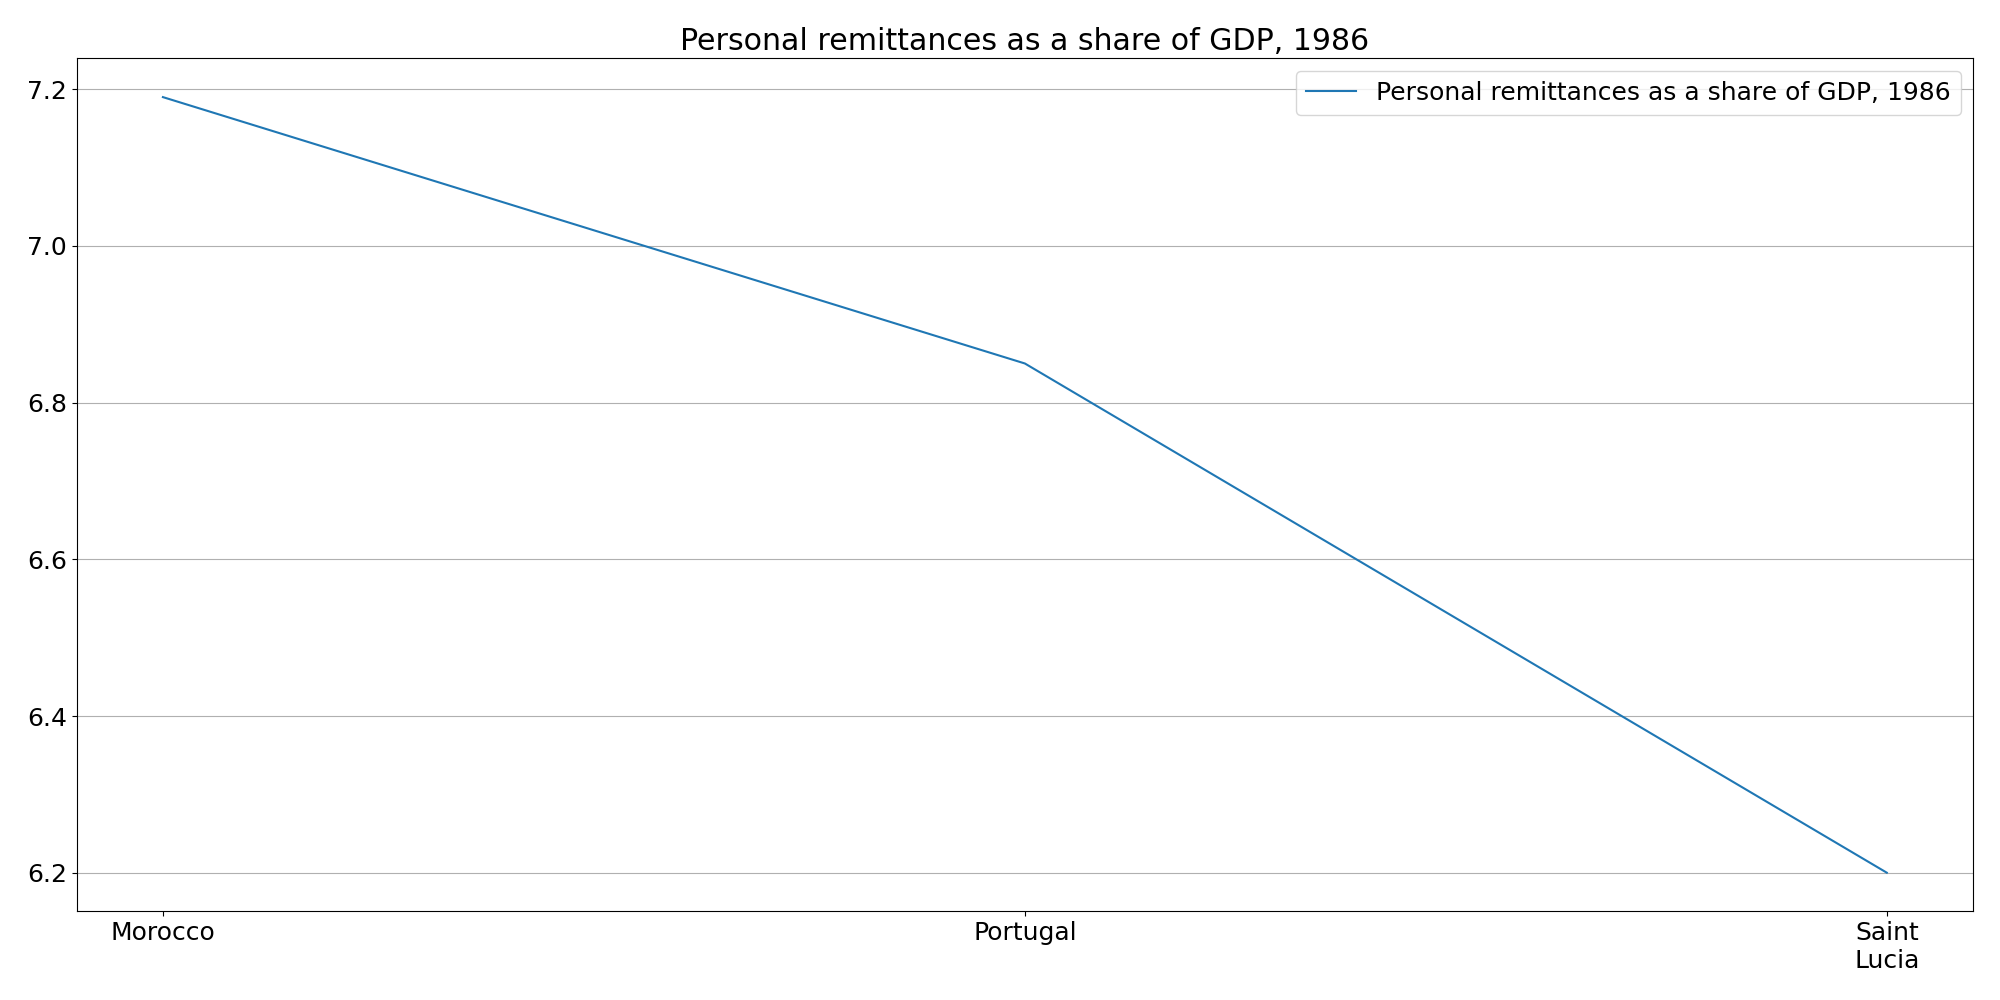 Personal remittances as a share of GDP, 1986
Personal remittances as a share of GDP, 1986
7.2
7.0
6.8
6.6
6.4
6.2
Morocco
Portugal
Saint
Lucia